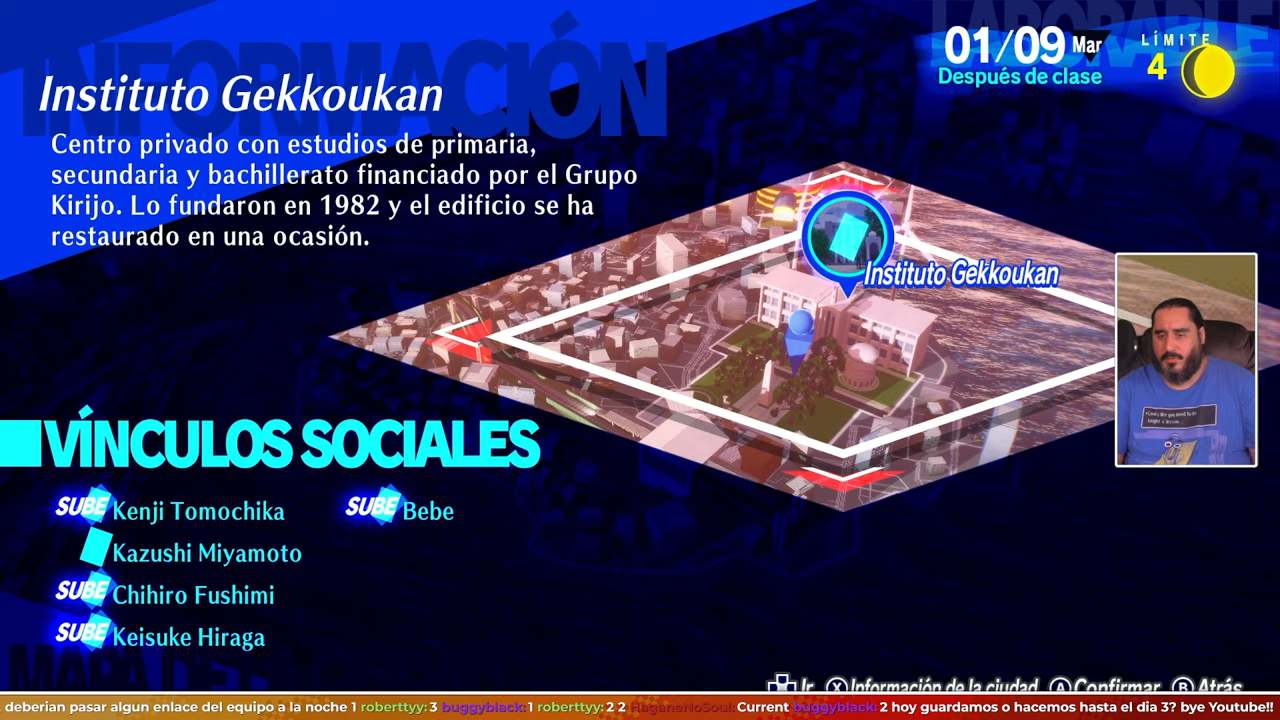 INFORMACIÓN
LABORABLE
01/09 Mar
Después de clase
LÍMITE
4
Instituto Gekkoukan
Centro privado con estudios de primaria,
secundaria y bachillerato financiado por el Grupo
Kirijo. Lo fundaron en 1982 y el edificio se ha
restaurado en una ocasión.
Instituto Gekkoukan
VÍNCULOS SOCIALES
SUBE Kenji Tomochika
SUBE Bebe
Kazushi Miyamoto
SUBE Chihiro Fushimi
SUBE Keisuke Hiraga
MAPA DE
Ir X Información de la ciudad A Confirmar B Atrás
deberian pasar algun enlace del equipo a la noche 1 roberttyy: 3 buggyblack: 1 roberttyy: 2 2 HaganeNoSoul: Current buggyblack: 2 hoy guardamos o hacemos hasta el dia 3? bye Youtube!!